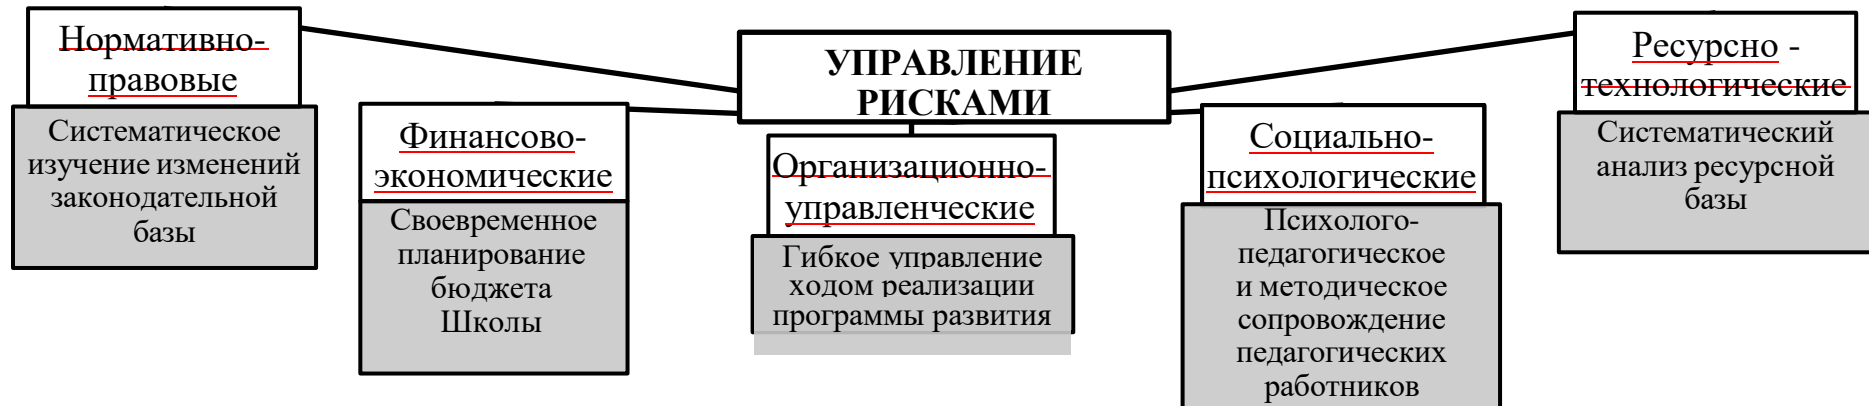 Нормативно-
правовые
Систематическое
изучение изменений
законодательной
базы
Финансово-
экономические
Своевременное
планирование
бюджета
Школы
УПРАВЛЕНИЕ
РИСКАМИ
Организационно-
управленческие
Гибкое управление
ходом реализации
программы развития
Социально-
психологические
Психолого-
педагогическое
и методическое
сопровождение
педагогических
работников
Ресурсно -
технологические
Систематический
анализ ресурсной
базы